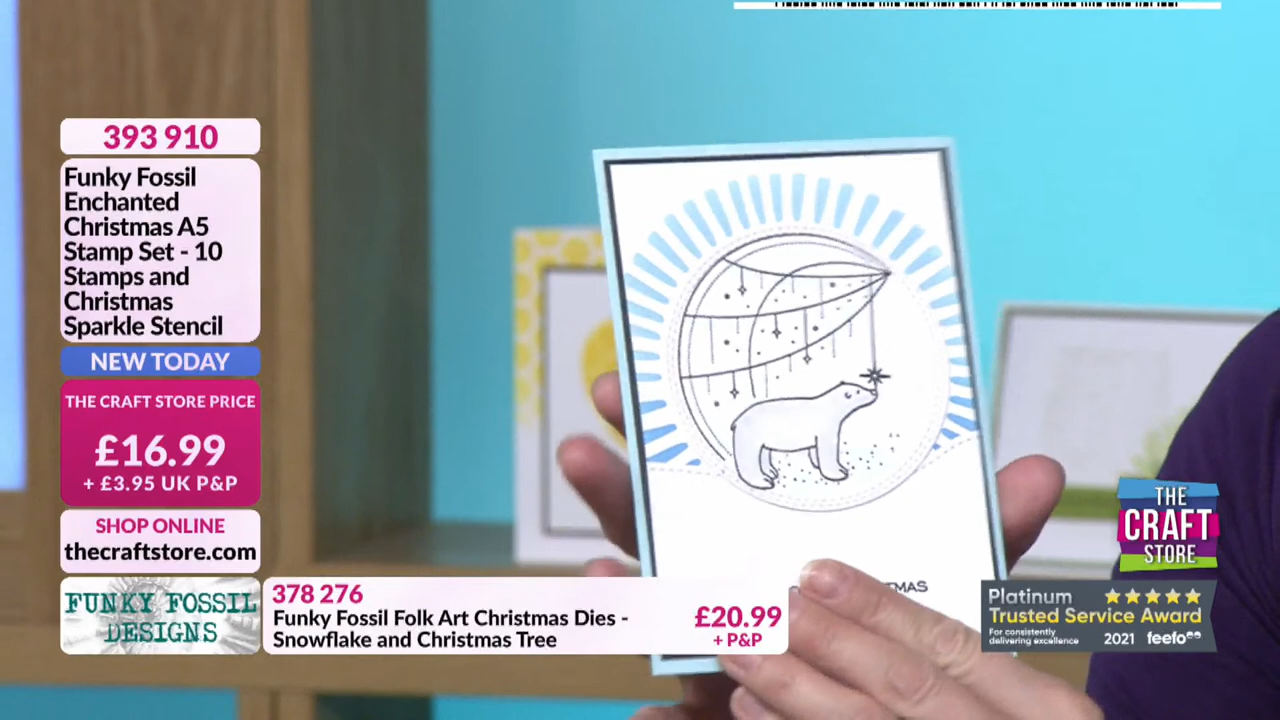 393 910
Funky Fossil
Enchanted
Christmas A5
Stamp Set - 10
Stamps and
Christmas
Sparkle Stencil
NEW TODAY
THE CRAFT STORE PRICE
£16.99
+ £3.95 UK P&P
SHOP ONLINE
thecraftstore.com
FUNKY FOSSIL
DESIGNS
378 276
Funky Fossil Folk Art Christmas Dies -
Snowflake and Christmas Tree
£20.99
+ P&P
THE
CRAFT
STORE
Platinum
Trusted Service Award
For consistently
delivering excellence
2021 feefo